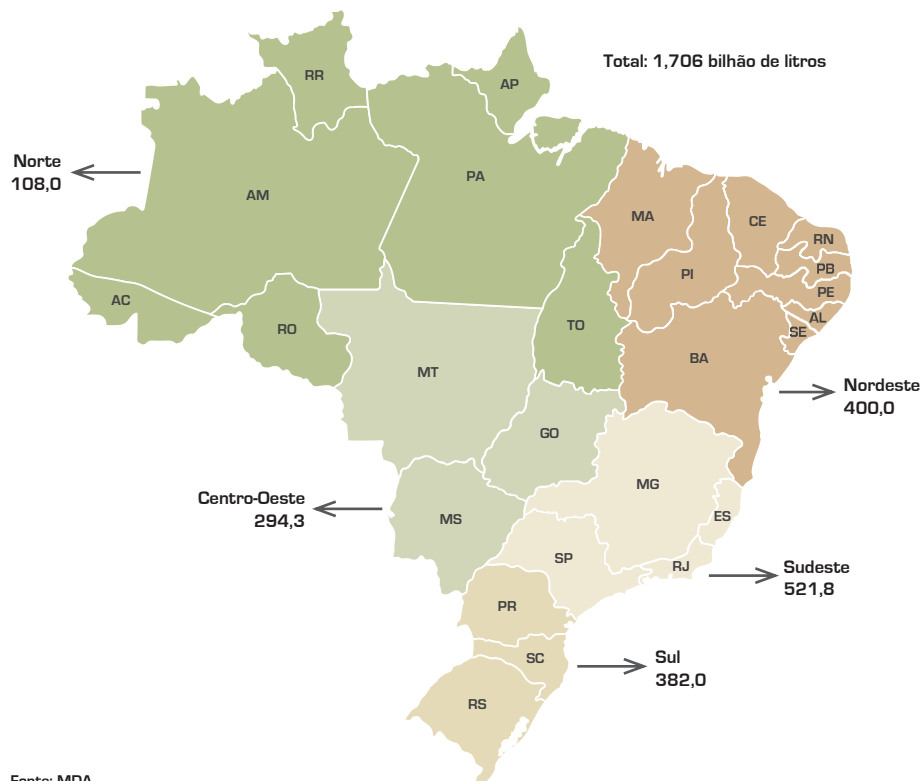 Total: 1,706 bilhão de litros
RR
AP
Norte
108,0
PA
AM
MA
CE
RN
PI
PB
PE
AC
AL
RO
TO
SE
BA
MT
Nordeste
400,0
GO
MG
Centro-Oeste
294,3
MS
ES
SP
RJ
Sudeste
521,8
PR
SC
Sul
382,0
RS
Fonte: MDA